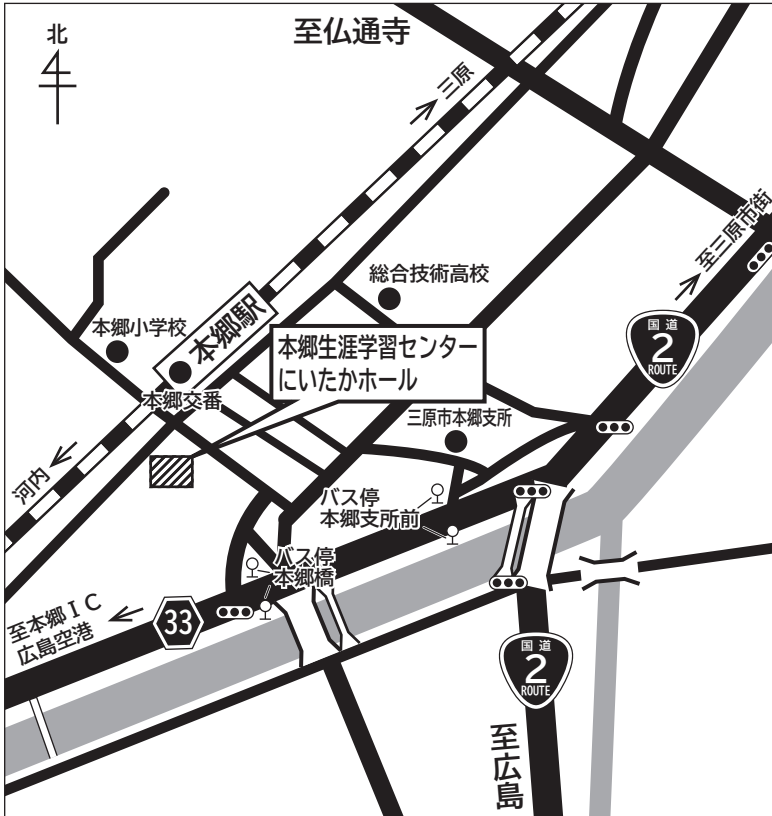 北
至仏通寺
三原
至三原市街
総合技術高校
本郷小学校
本郷駅
国道
2
ROUTE
本郷生涯学習センター
にいたかホール
本郷交番
三原市本郷支所
河内
バス停
本郷支所前
バス停
本郷橋
至本郷IC
広島空港
33
国道
2
ROUTE
至広島